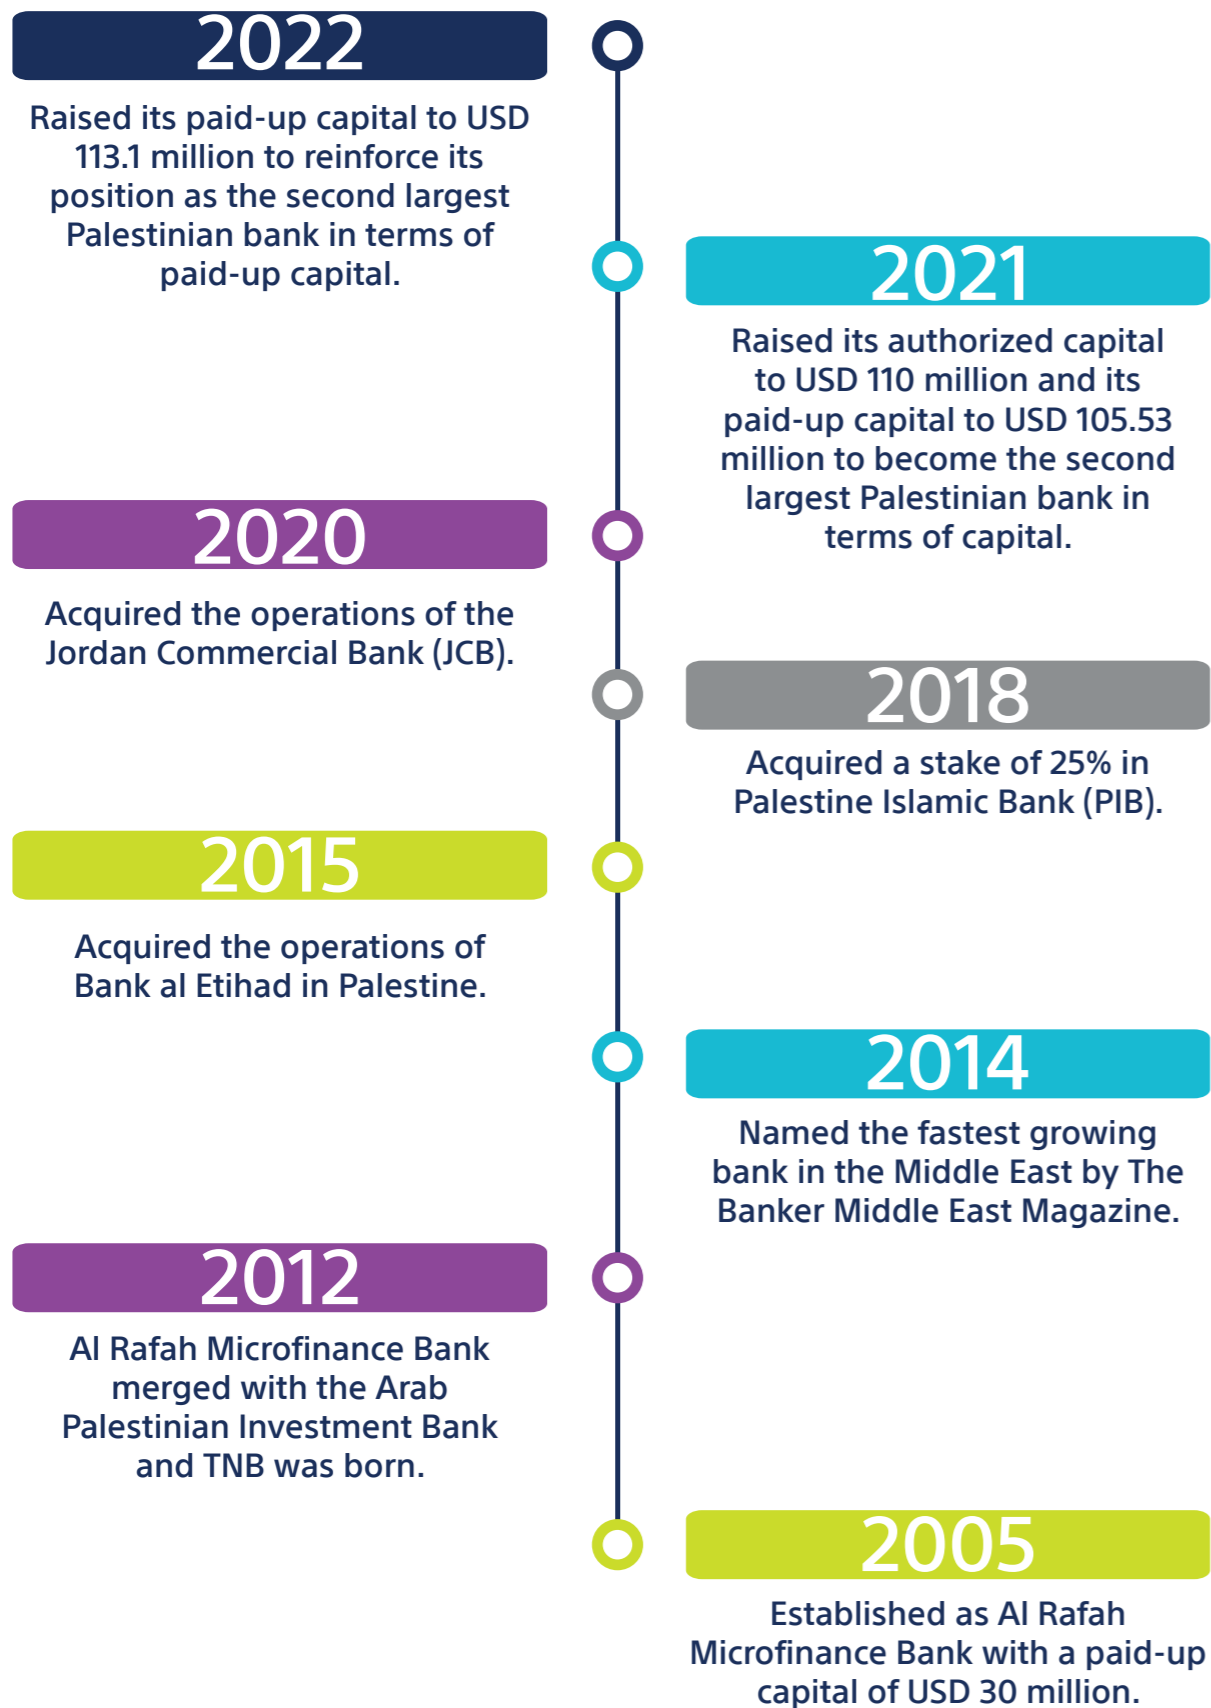 2022
Raised its paid-up capital to USD
113.1 million to reinforce its
position as the second largest
Palestinian bank in terms of
paid-up capital.
2021
Raised its authorized capital
to USD 110 million and its
paid-up capital to USD 105.53
million to become the second
largest Palestinian bank in
terms of capital.
2020
Acquired the operations of the
Jordan Commercial Bank (JCB).
2018
Acquired a stake of 25% in
Palestine Islamic Bank (PIB).
2015
Acquired the operations of
Bank al Etihad in Palestine.
2014
Named the fastest growing
bank in the Middle East by The
Banker Middle East Magazine.
2012
Al Rafah Microfinance Bank
merged with the Arab
Palestinian Investment Bank
and TNB was born.
2005
Established as Al Rafah
Microfinance Bank with a paid-up
capital of USD 30 million.